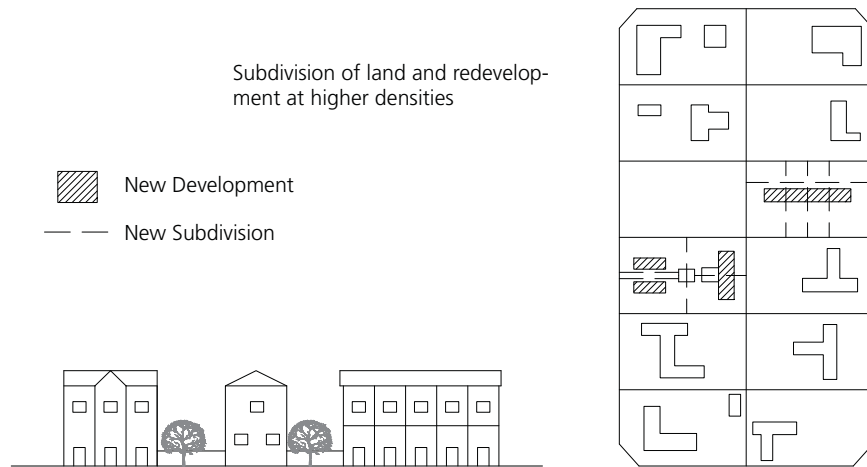 Subdivision of land and redevelop-
ment at higher densities
New Development
New Subdivision